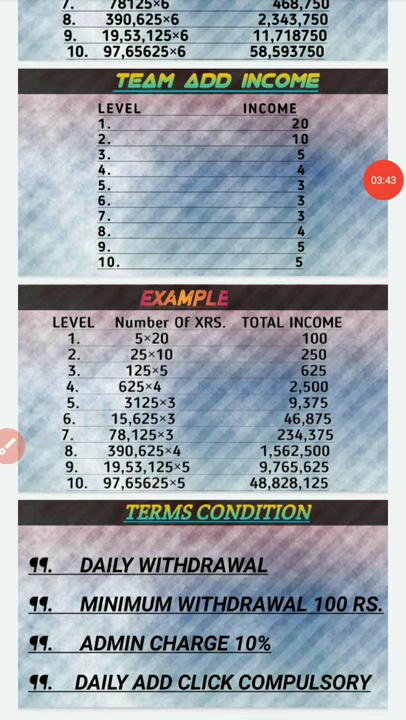 7. 78125×6 468,750
8. 390,625×6 2,343,750
9. 19,53,125×6 11,718750
10. 97,65625×6 58,593750
TEAM ADD INCOME
LEVEL INCOME
1. 20
2. 10
3. 5
4. 4
5. 3
6. 3
7. 3
8. 4
9. 5
10. 5
03:43
EXAMPLE
LEVEL Number OF XRS. TOTAL INCOME
1. 5×20 100
2. 25×10 250
3. 125×5 625
4. 625×4 2,500
5. 3125×3 9,375
6. 15,625×3 46,875
7. 78,125×3 234,375
8. 390,625×4 1,562,500
9. 19,53,125×5 9,765,625
10. 97,65625×5 48,828,125
TERMS CONDITION
¶¶. DAILY WITHDRAWAL
¶¶. MINIMUM WITHDRAWAL 100 RS.
¶¶. ADMIN CHARGE 10%
¶¶. DAILY ADD CLICK COMPULSORY